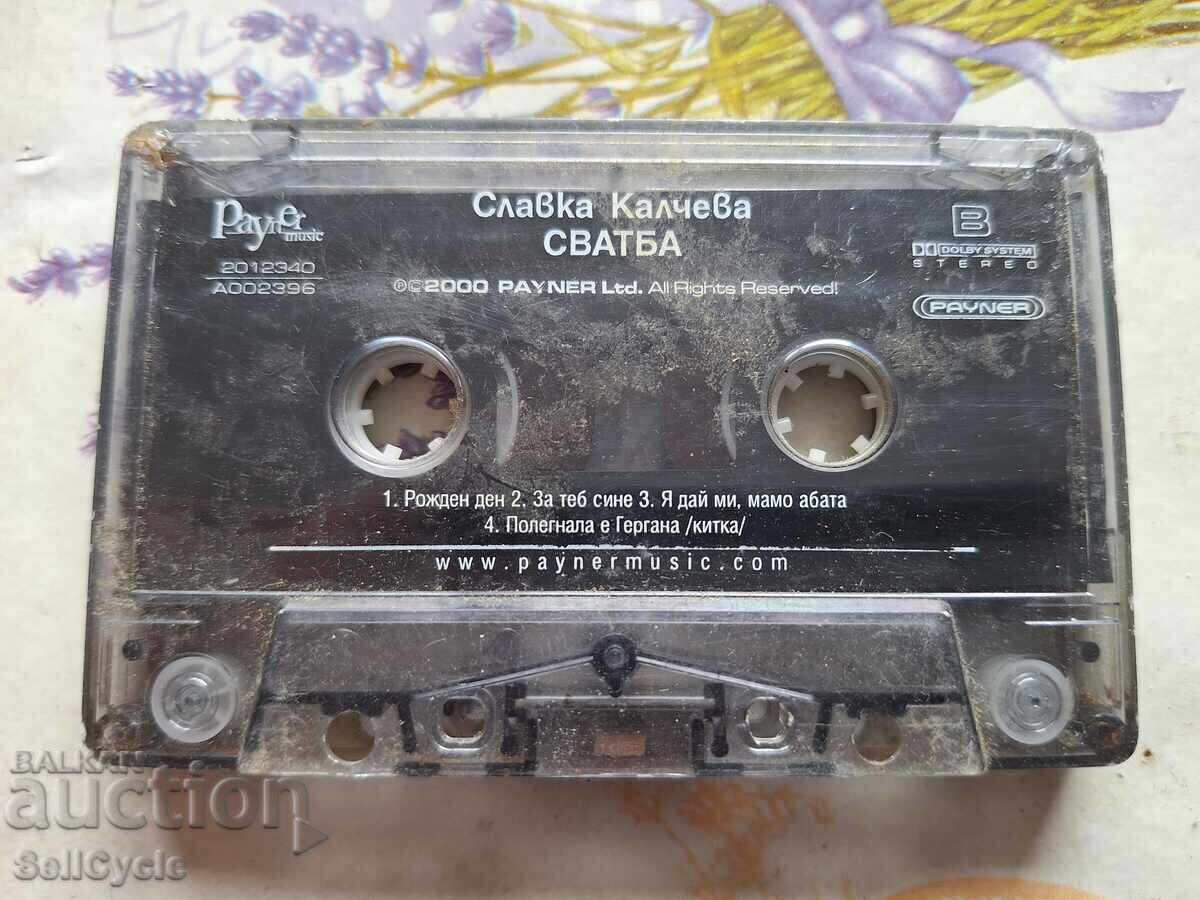 Payner
music
2012340
A002396
Славка Калчева
СВАТБА
℗©2000 PAYNER Ltd. All Rights Reserved!
B
DOLBY SYSTEM
STEREO
PAYNER
1. Рожден ден 2. За теб сине 3. Я дай ми, мамо абата
4. Полегнала е Гергана /китка/
www.paynermusic.com
BALKAN
auction
SellCycle